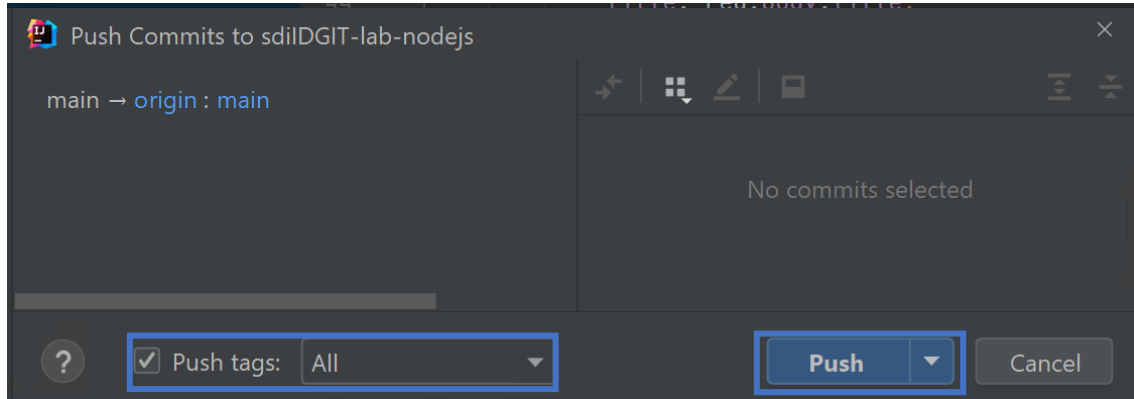 Push Commits to sdiIDGIT-lab-nodejs
main → origin : main
No commits selected
? Push tags: All
Push
Cancel